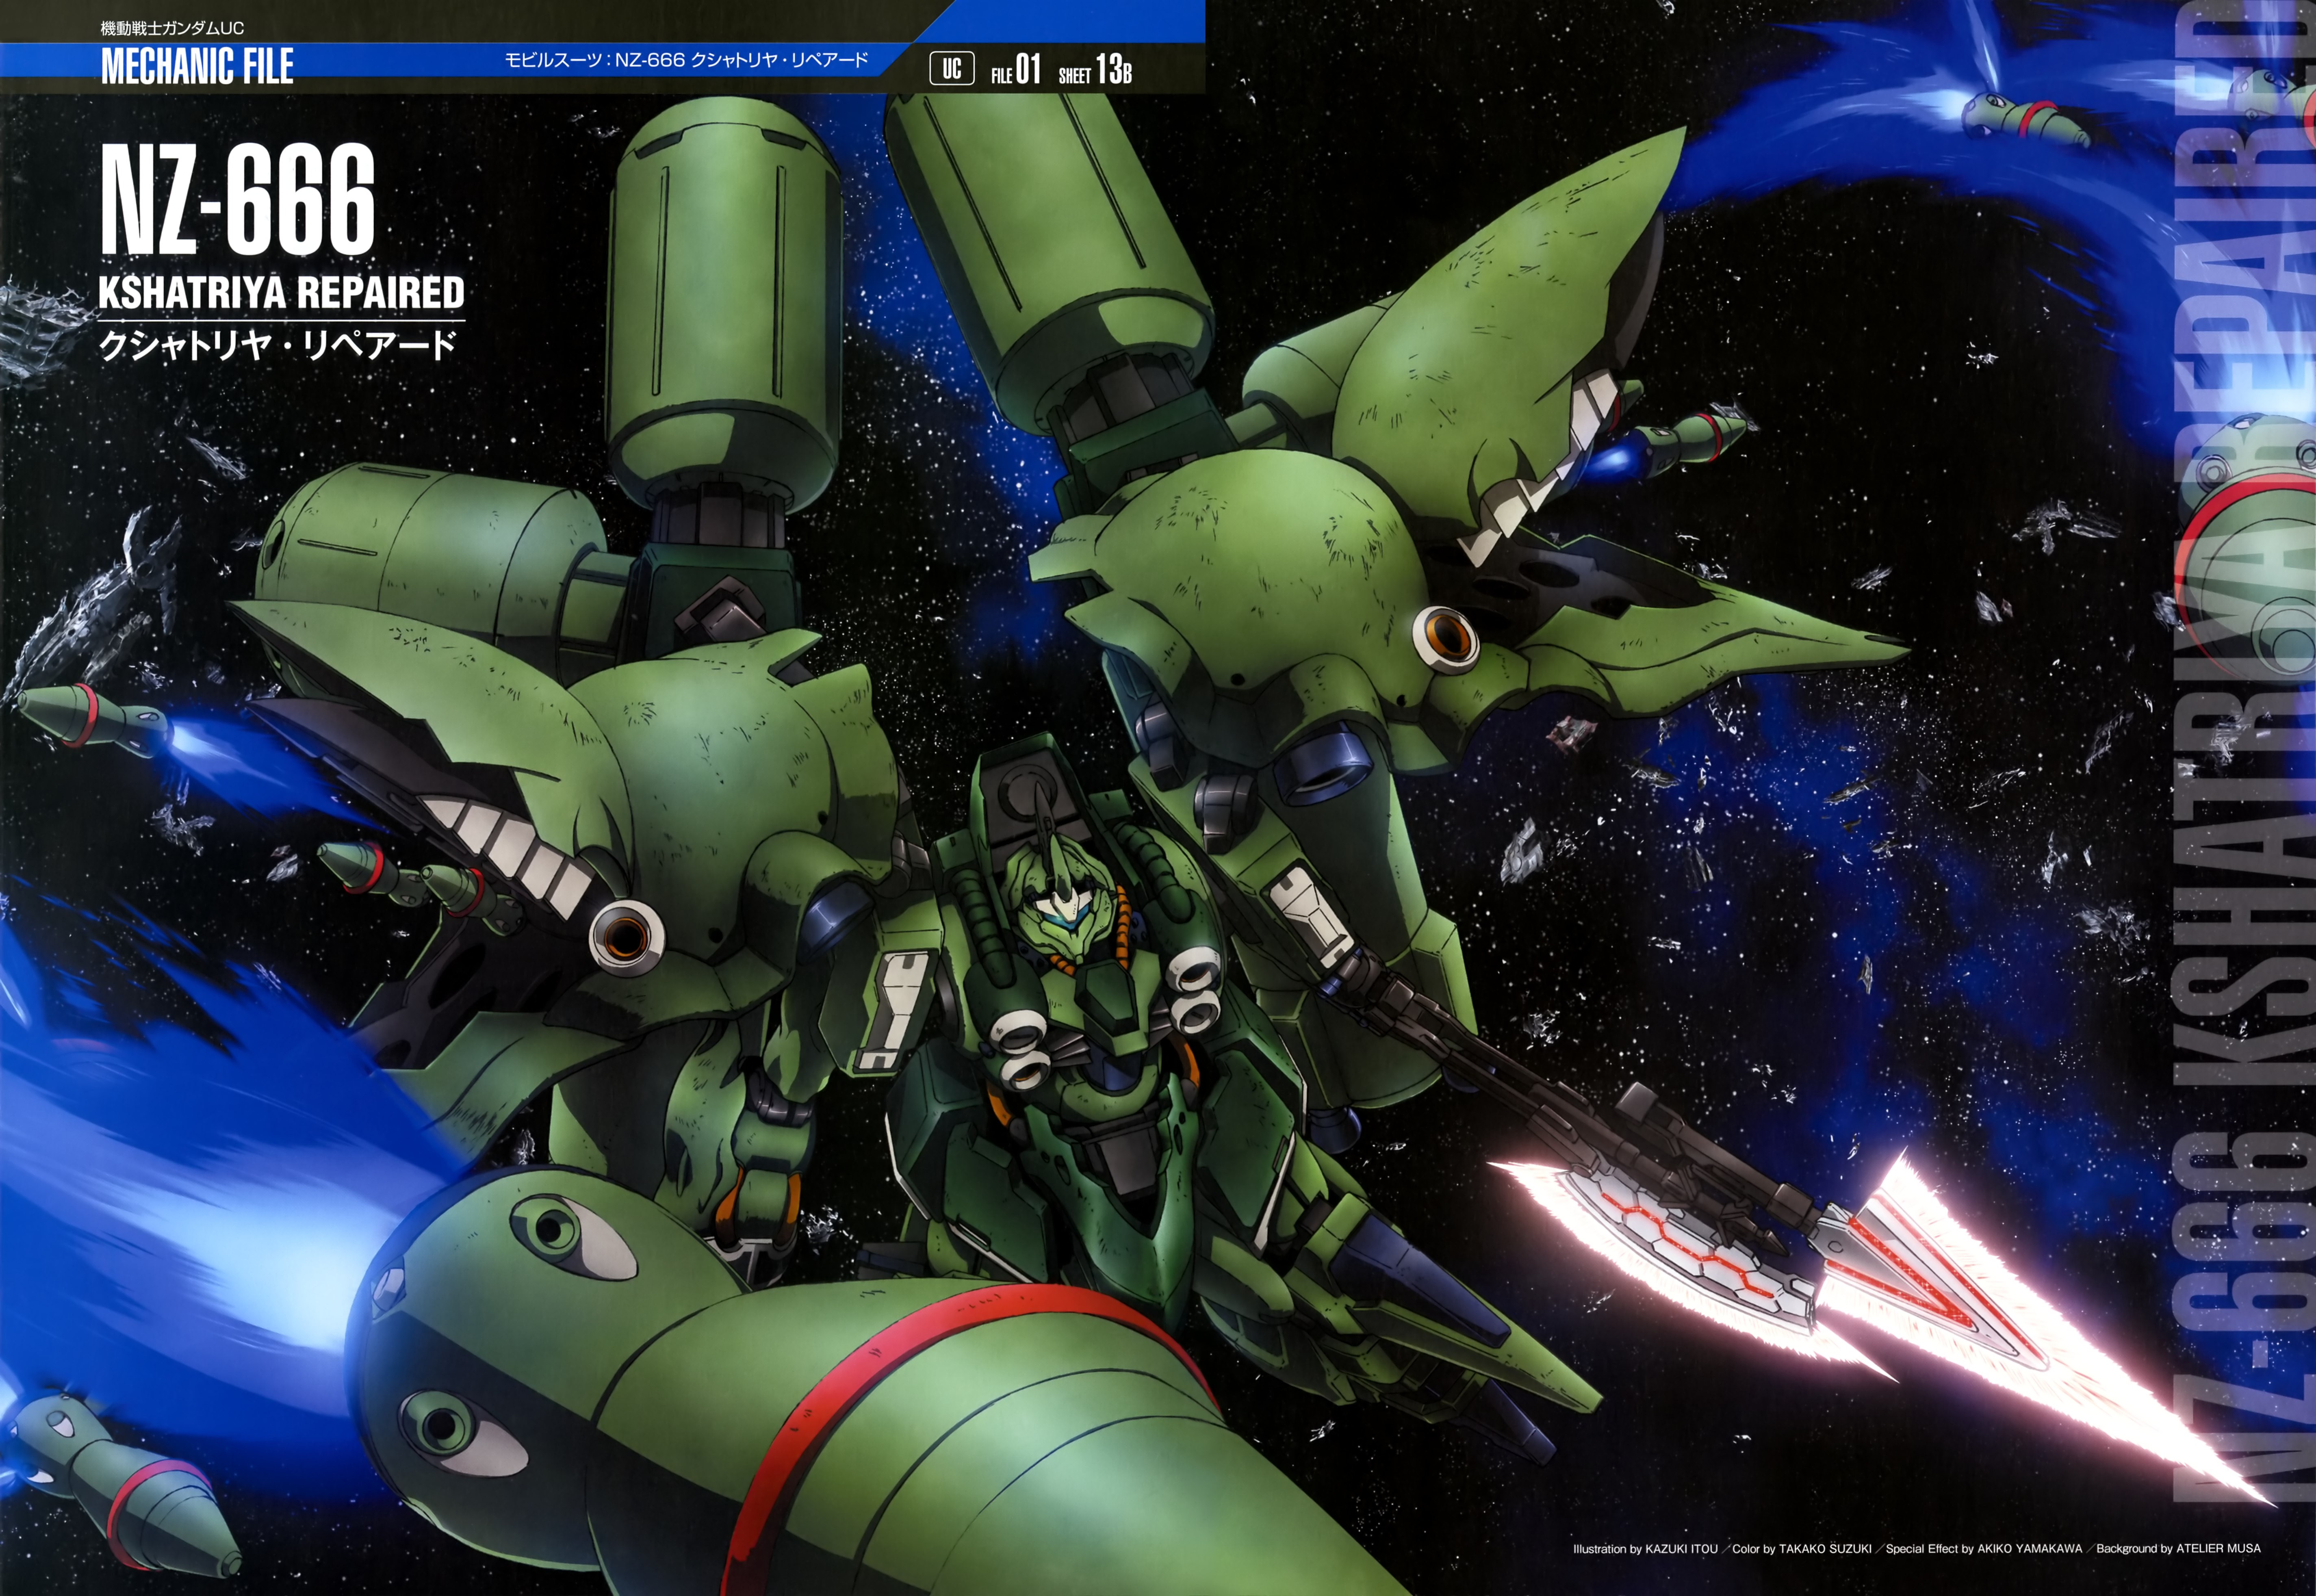 機動戦士ガンダムUC
MECHANIC FILE
モビルスーツ：NZ-666 クシャトリヤ・リペアード
UC FILE 01 SHEET 13B
NZ-666
KSHATRIYA REPAIRED
クシャトリヤ・リペアード
NZ-666 KSHATRIYA REPAIRED
Illustration by KAZUKI ITOU ／Color by TAKAKO SUZUKI ／Special Effect by AKIKO YAMAKAWA ／Background by ATELIER MUSA